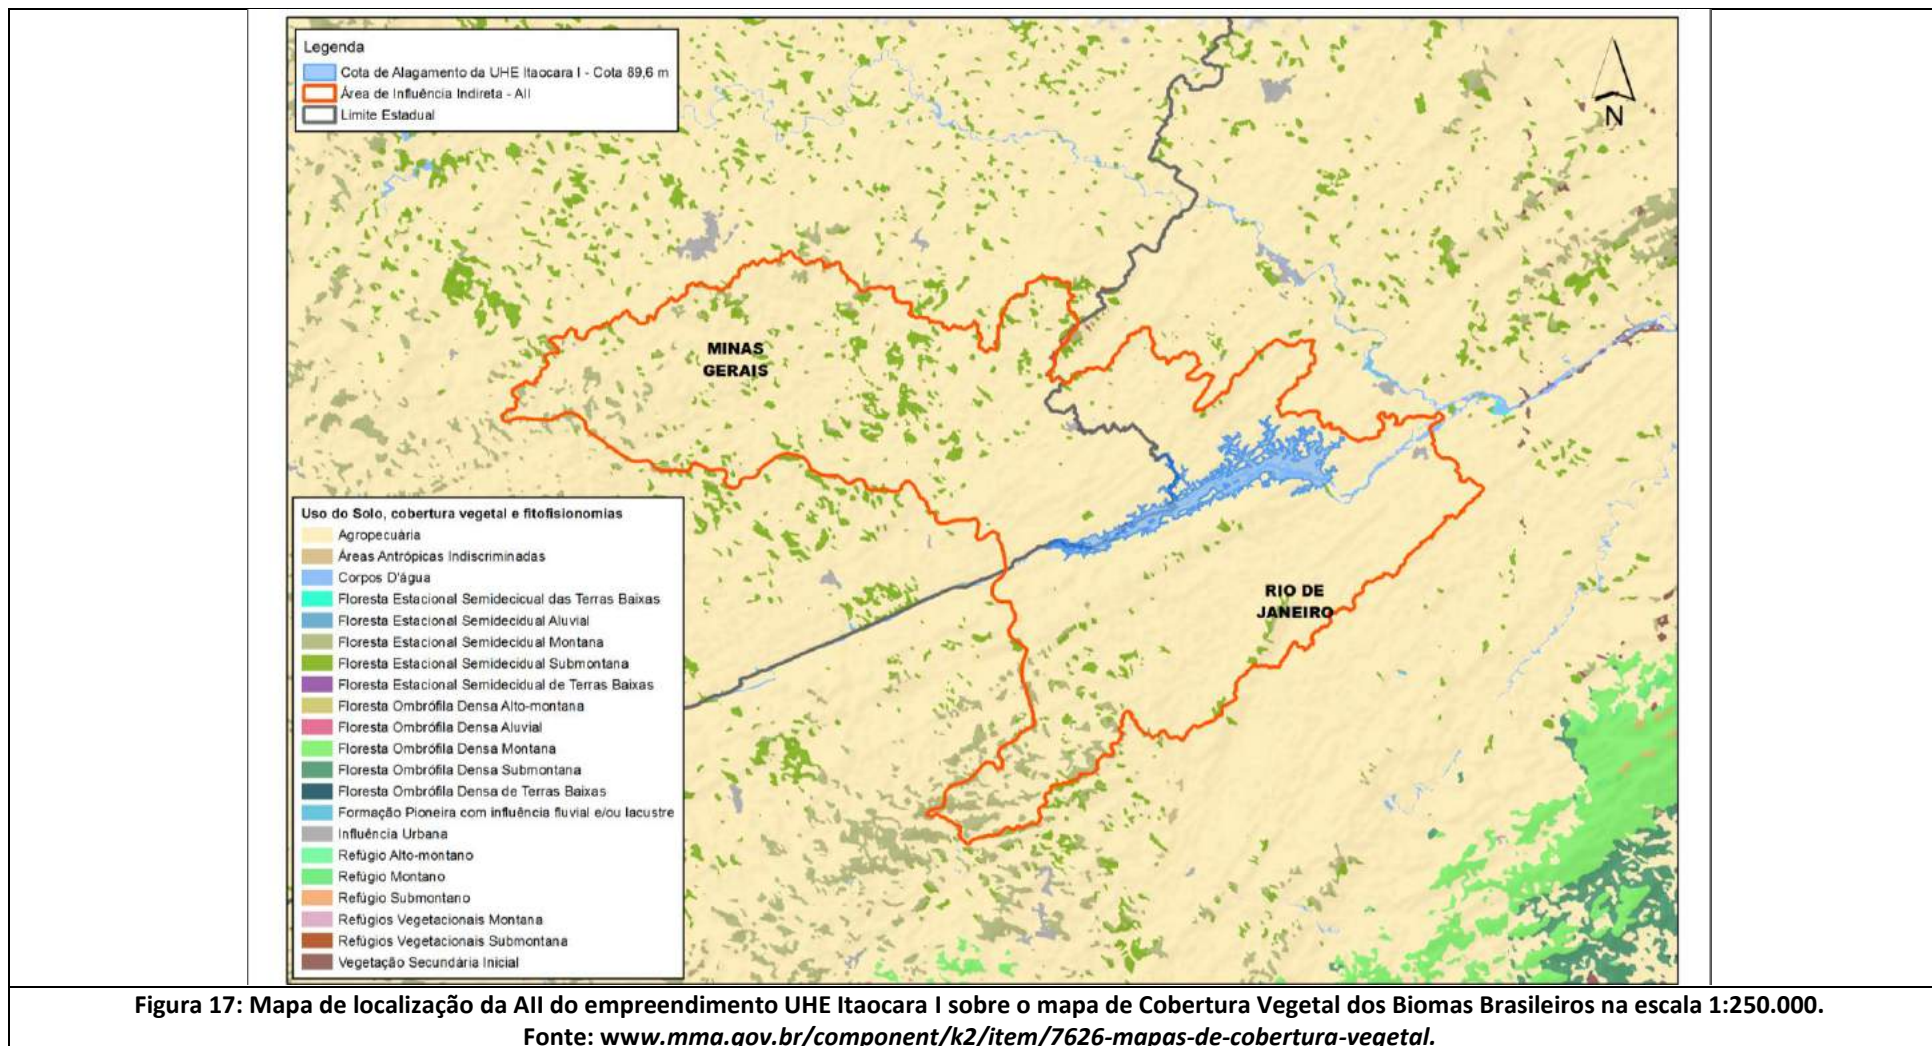 Legenda
Cota de Alagamento da UHE Itaocara I - Cota 89,6 m
Área de Influência Indireta - AII
Limite Estadual
N
MINAS
GERAIS
RIO DE
JANEIRO
Uso do Solo, cobertura vegetal e fitofisionomias
Agropecuária
Áreas Antrópicas Indiscriminadas
Corpos D'água
Floresta Estacional Semidecicual das Terras Baixas
Floresta Estacional Semidecidual Aluvial
Floresta Estacional Semidecidual Montana
Floresta Estacional Semidecidual Submontana
Floresta Estacional Semidecidual de Terras Baixas
Floresta Ombrófila Densa Alto-montana
Floresta Ombrófila Densa Aluvial
Floresta Ombrófila Densa Montana
Floresta Ombrófila Densa Submontana
Floresta Ombrófila Densa de Terras Baixas
Formação Pioneira com influência fluvial e/ou lacustre
Influência Urbana
Refúgio Alto-montano
Refúgio Montano
Refúgio Submontano
Refúgios Vegetacionais Montana
Refúgios Vegetacionais Submontana
Vegetação Secundária Inicial
Figura 17: Mapa de localização da AII do empreendimento UHE Itaocara I sobre o mapa de Cobertura Vegetal dos Biomas Brasileiros na escala 1:250.000.
Fonte: www.mma.gov.br/component/k2/item/7626-mapas-de-cobertura-vegetal.